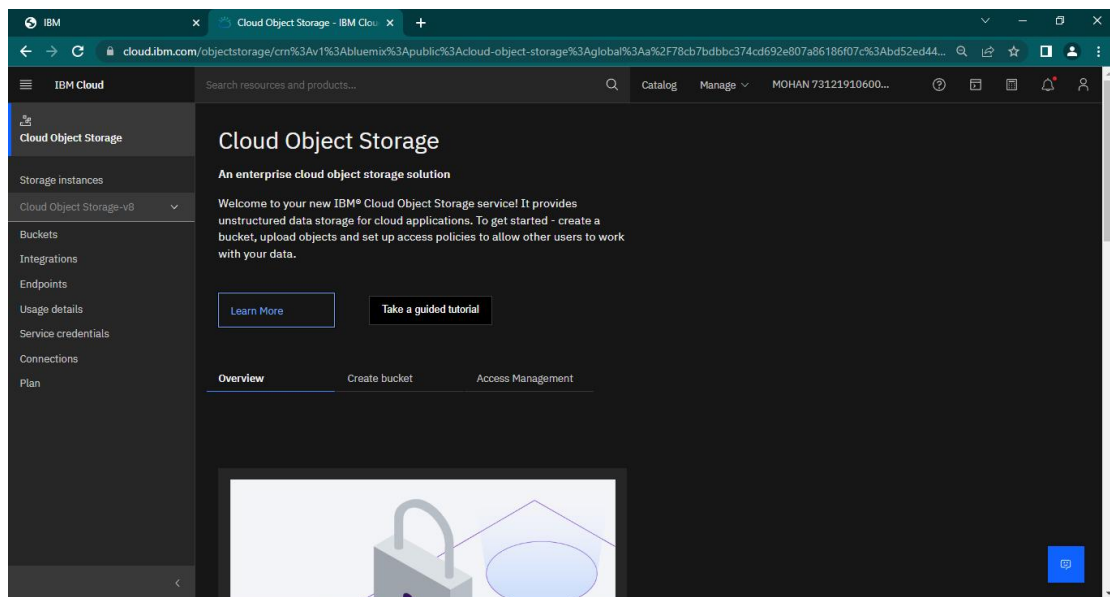 IBM
Cloud Object Storage - IBM Clou
cloud.ibm.com/objectstorage/crn%3Av1%3Abluemix%3Apublic%3Acloud-object-storage%3Aglobal%3Aa%2F78cb7bdbbc374cd692e807a86186f07c%3Abd52ed44...
IBM Cloud
Search resources and products...
Catalog
Manage
MOHAN 73121910600...
Cloud Object Storage
Storage instances
Cloud Object Storage-v8
Buckets
Integrations
Endpoints
Usage details
Service credentials
Connections
Plan
Cloud Object Storage
An enterprise cloud object storage solution
Welcome to your new IBM® Cloud Object Storage service! It provides
unstructured data storage for cloud applications. To get started - create a
bucket, upload objects and set up access policies to allow other users to work
with your data.
Learn More
Take a guided tutorial
Overview
Create bucket
Access Management